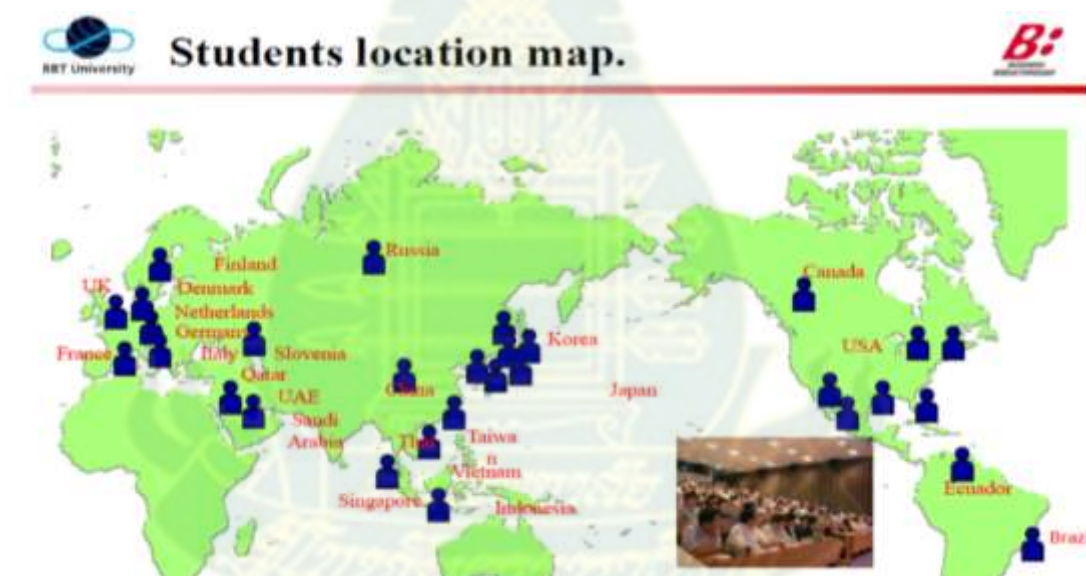 Students location map.
BBT University
B:
Russia
Finland
Canada
UK
Denmark
Netherlands
Germany
Korea
USA
France
Italy
Slovenia
Qatar
China
Japan
UAE
Saudi
Arabia
Thai
Taiwa
n
Vietnam
Singapore
Indonesia
Ecuador
Brazi